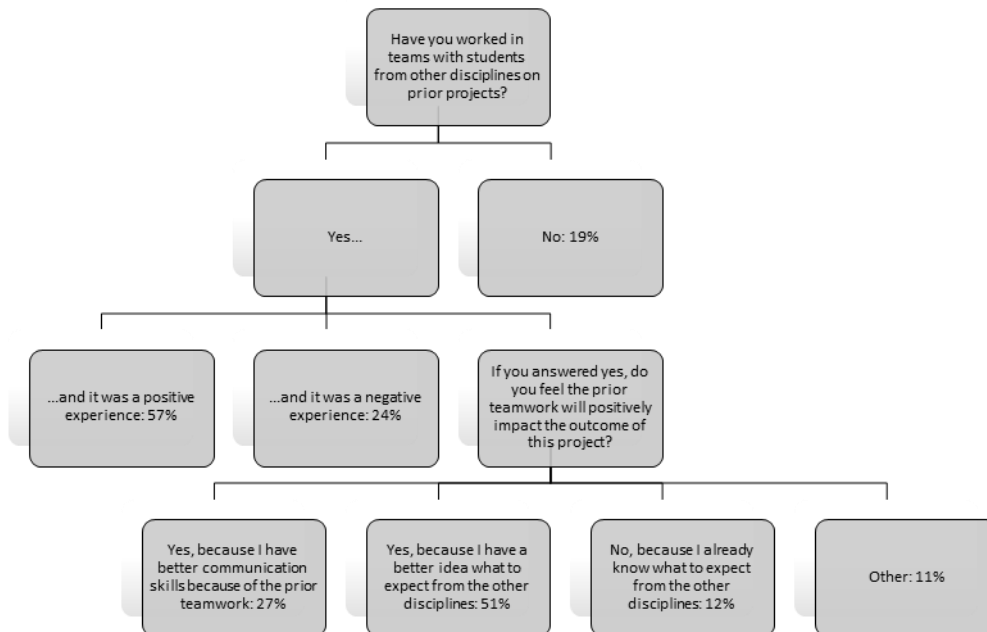 Have you worked in
teams with students
from other disciplines on
prior projects?
Yes...
No: 19%
...and it was a positive
experience: 57%
...and it was a negative
experience: 24%
If you answered yes, do
you feel the prior
teamwork will positively
impact the outcome of
this project?
Yes, because I have
better communication
skills because of the prior
teamwork: 27%
Yes, because I have a
better idea what to
expect from the other
disciplines: 51%
No, because I already
know what to expect
from the other
disciplines: 12%
Other: 11%